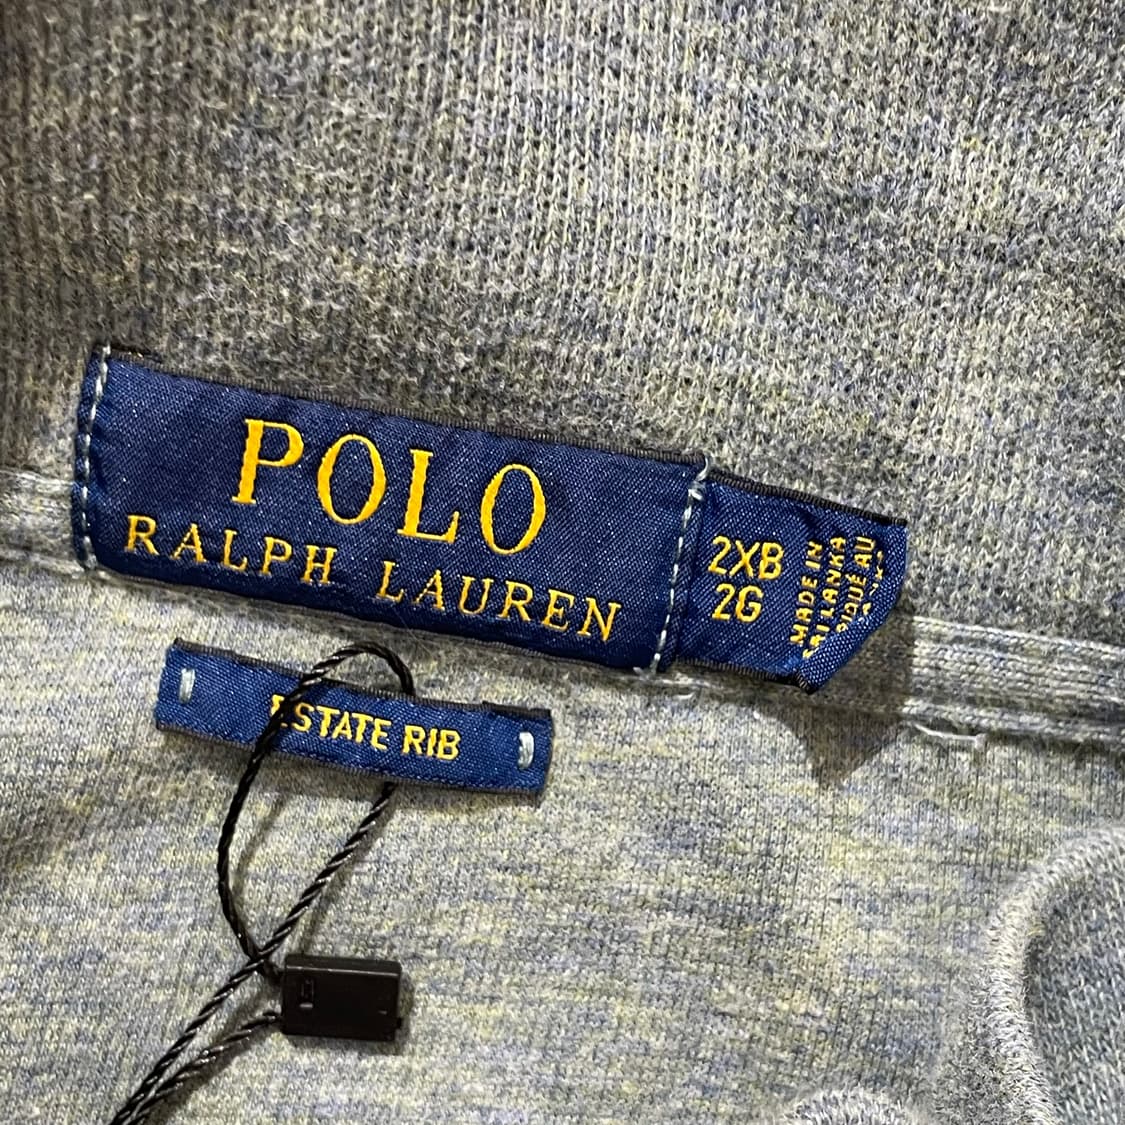 POLO
RALPH LAUREN
2XB
2G
MADE IN
SRI LANKA
ESTATE RIB